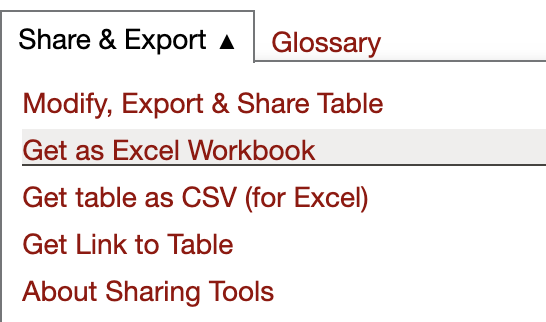 Share & Export ▲ Glossary
Modify, Export & Share Table
Get as Excel Workbook
Get table as CSV (for Excel)
Get Link to Table
About Sharing Tools